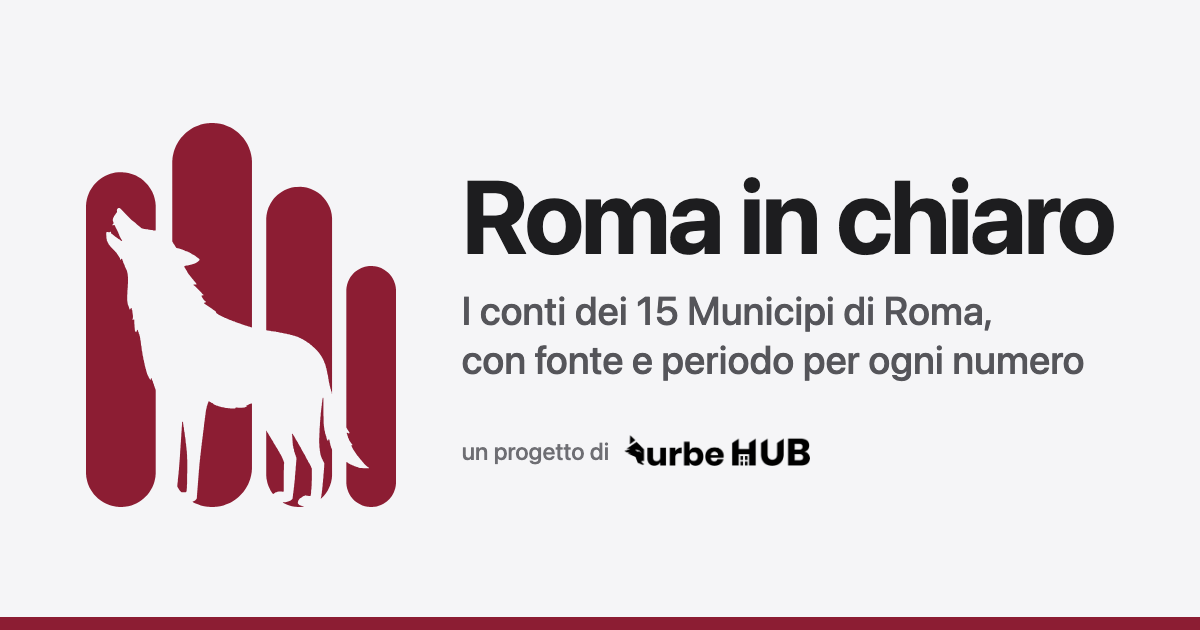 Roma in chiaro
I conti dei 15 Municipi di Roma,
con fonte e periodo per ogni numero
un progetto di urbe HUB